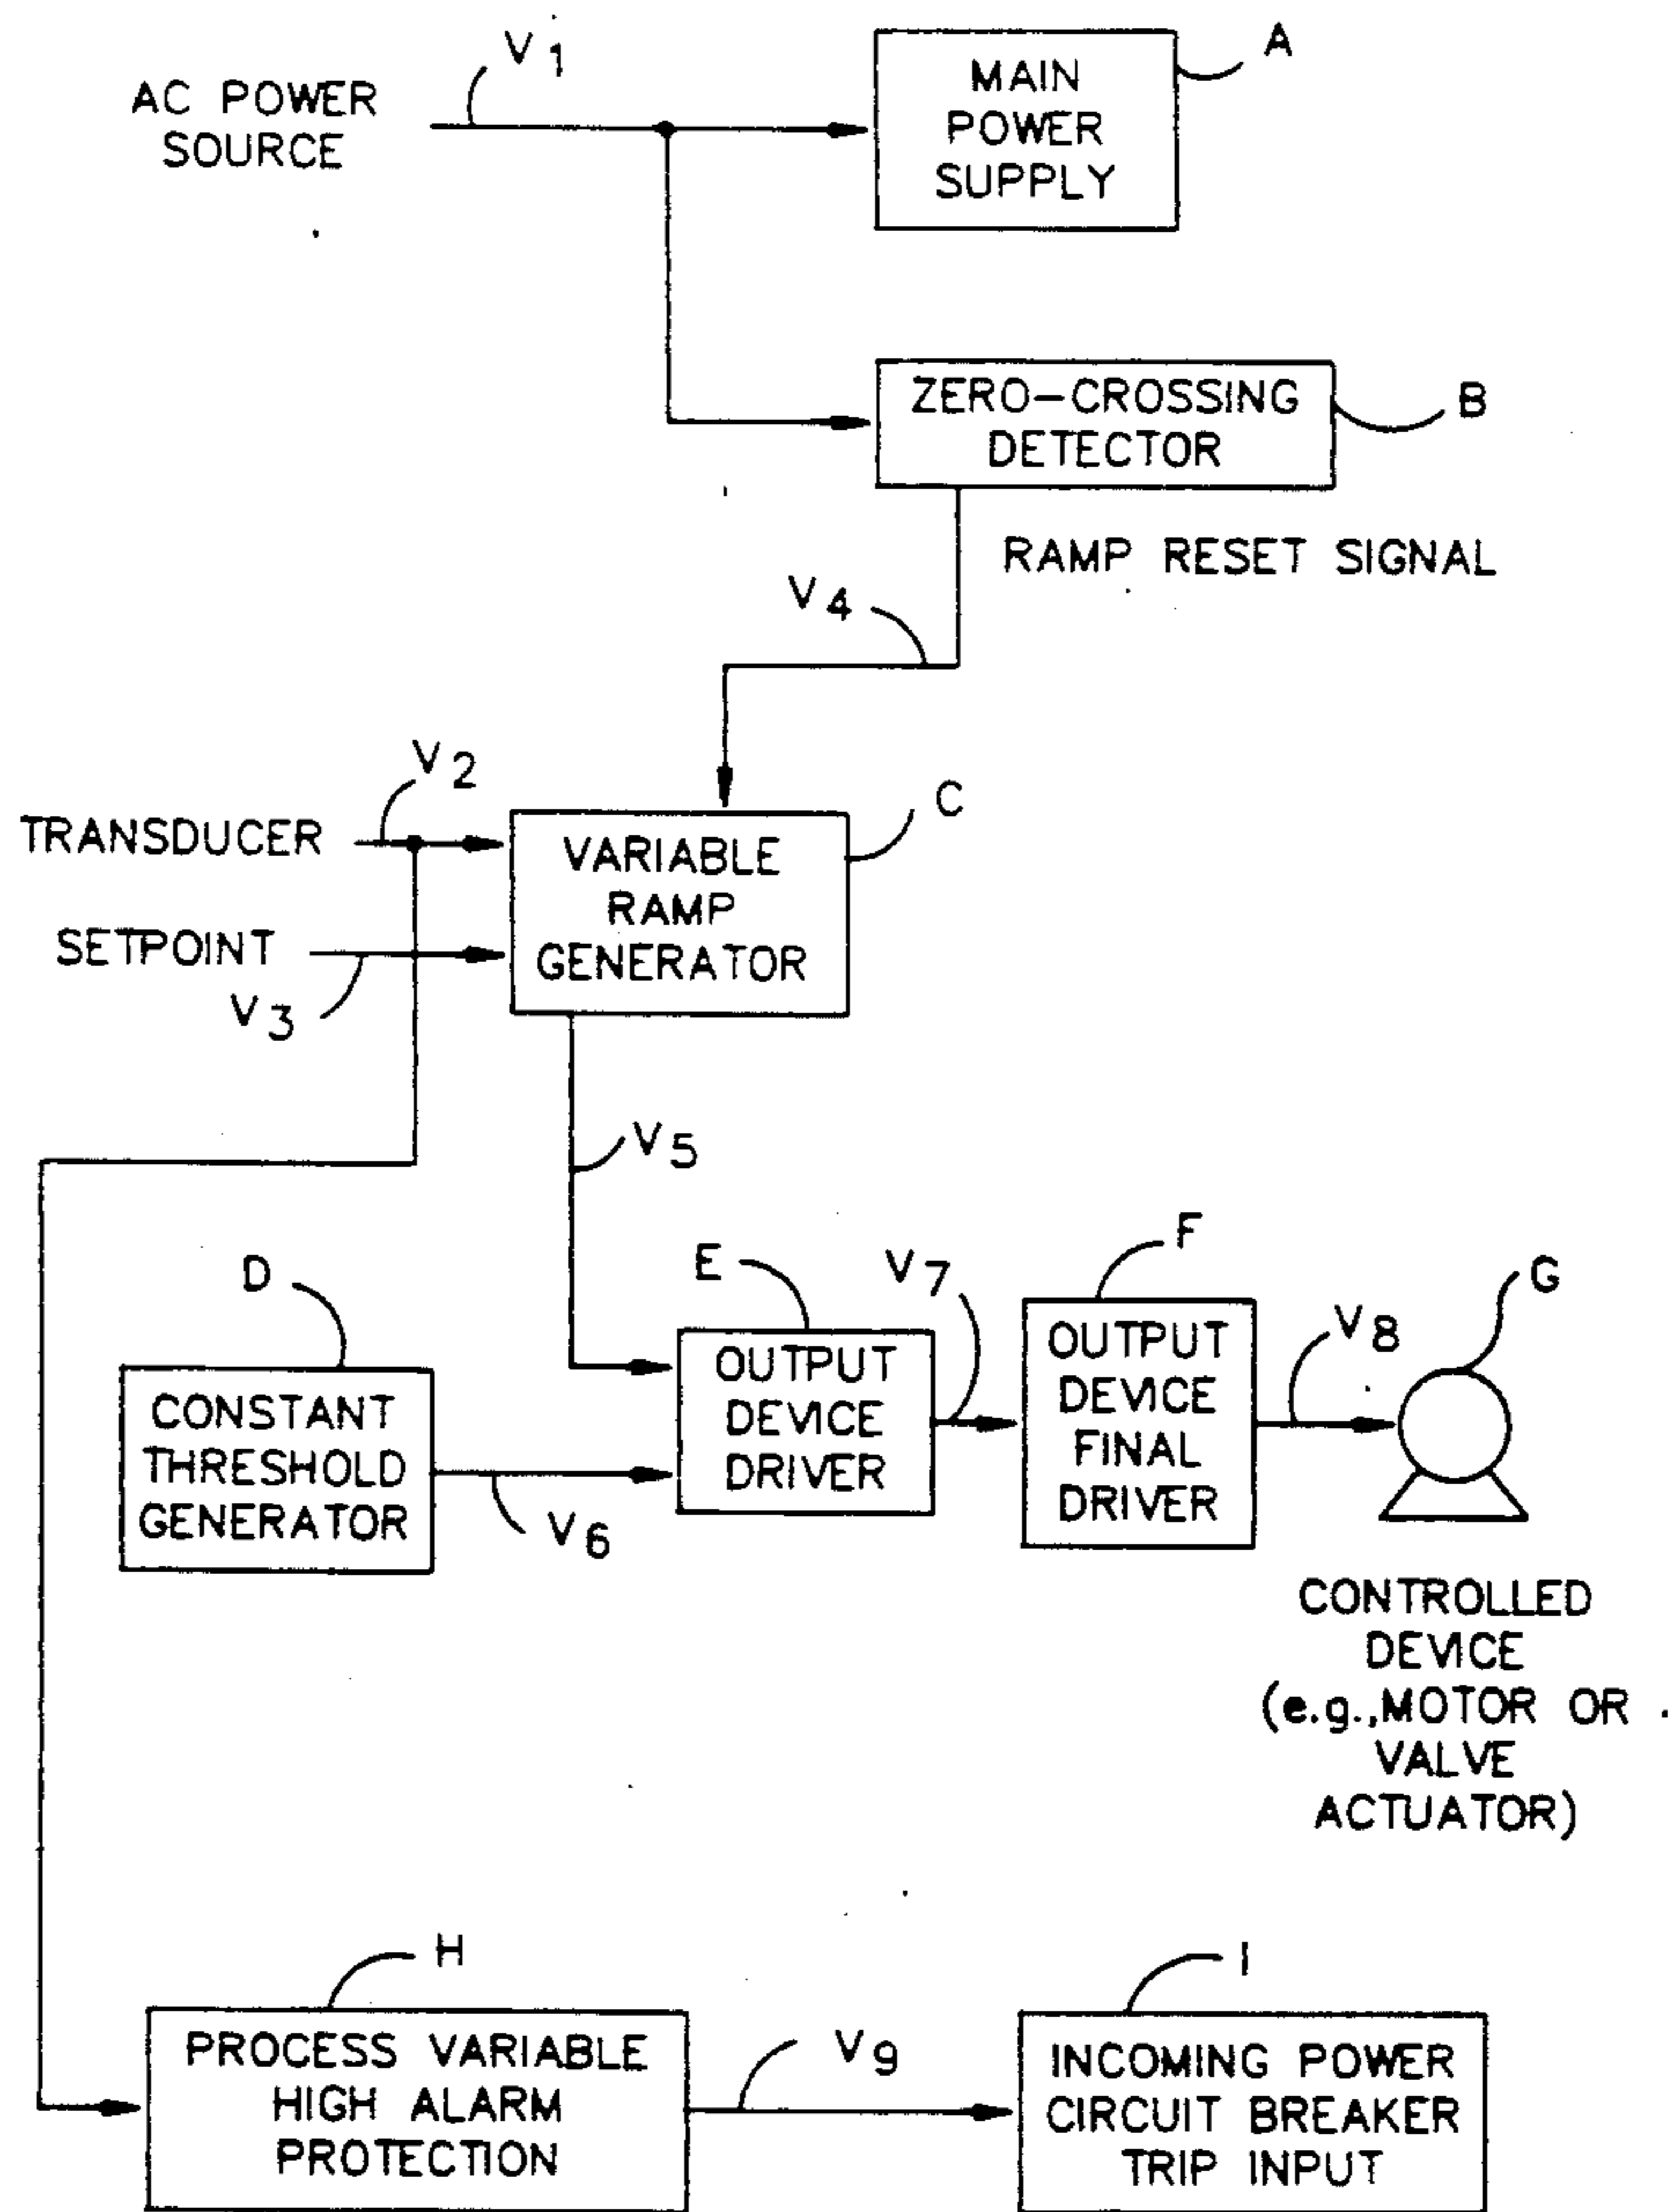 V1
A
AC POWER
SOURCE
MAIN
POWER
SUPPLY
ZERO-CROSSING
DETECTOR
B
RAMP RESET SIGNAL
V4
V2
C
TRANSDUCER
SETPOINT
V3
VARIABLE
RAMP
GENERATOR
V5
D
E
V7
F
V8
G
CONSTANT
THRESHOLD
GENERATOR
V6
OUTPUT
DEVICE
DRIVER
OUTPUT
DEVICE
FINAL
DRIVER
CONTROLLED
DEVICE
(e.g.,MOTOR OR
VALVE
ACTUATOR)
H
I
PROCESS VARIABLE
HIGH ALARM
PROTECTION
V9
INCOMING POWER
CIRCUIT BREAKER
TRIP INPUT